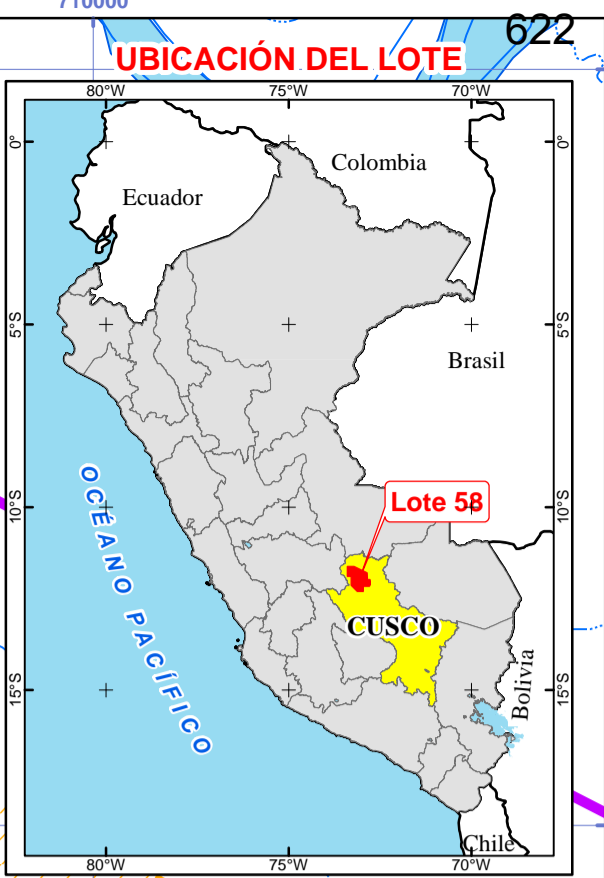 710000
622
UBICACIÓN DEL LOTE
80°W 75°W 70°W
0° 0°
Colombia
Ecuador
5°S 5°S
Brasil
OCÉANO PACÍFICO
10°S 10°S
Lote 58
CUSCO
15°S 15°S
Bolivia
Chile
80°W 75°W 70°W